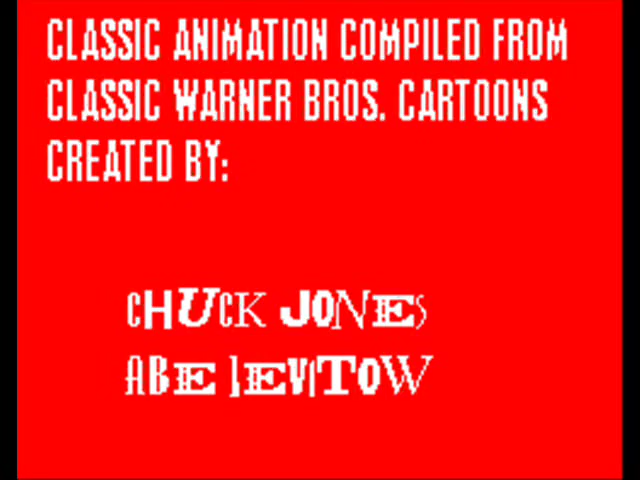 CLASSIC ANIMATION COMPILED FROM
CLASSIC WARNER BROS. CARTOONS
CREATED BY:
CHUCK JONES
ABE LEVITOW